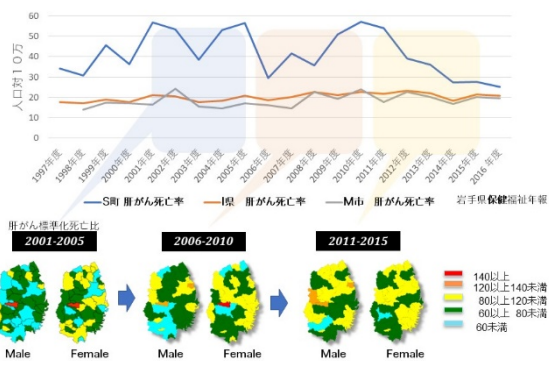 60
50
40
30
20
10
0
人口対10万
1997年度
1998年度
1999年度
2000年度
2001年度
2002年度
2003年度
2004年度
2005年度
2006年度
2007年度
2008年度
2009年度
2010年度
2011年度
2012年度
2013年度
2014年度
2015年度
2016年度
S町 肝がん死亡率 I県 肝がん死亡率 M市 肝がん死亡率
岩手県保健福祉年報
肝がん標準化死亡比
2001-2005 2006-2010 2011-2015
140以上
120以上140未満
80以上120未満
60以上 80未満
60未満
Male Female Male Female Male Female